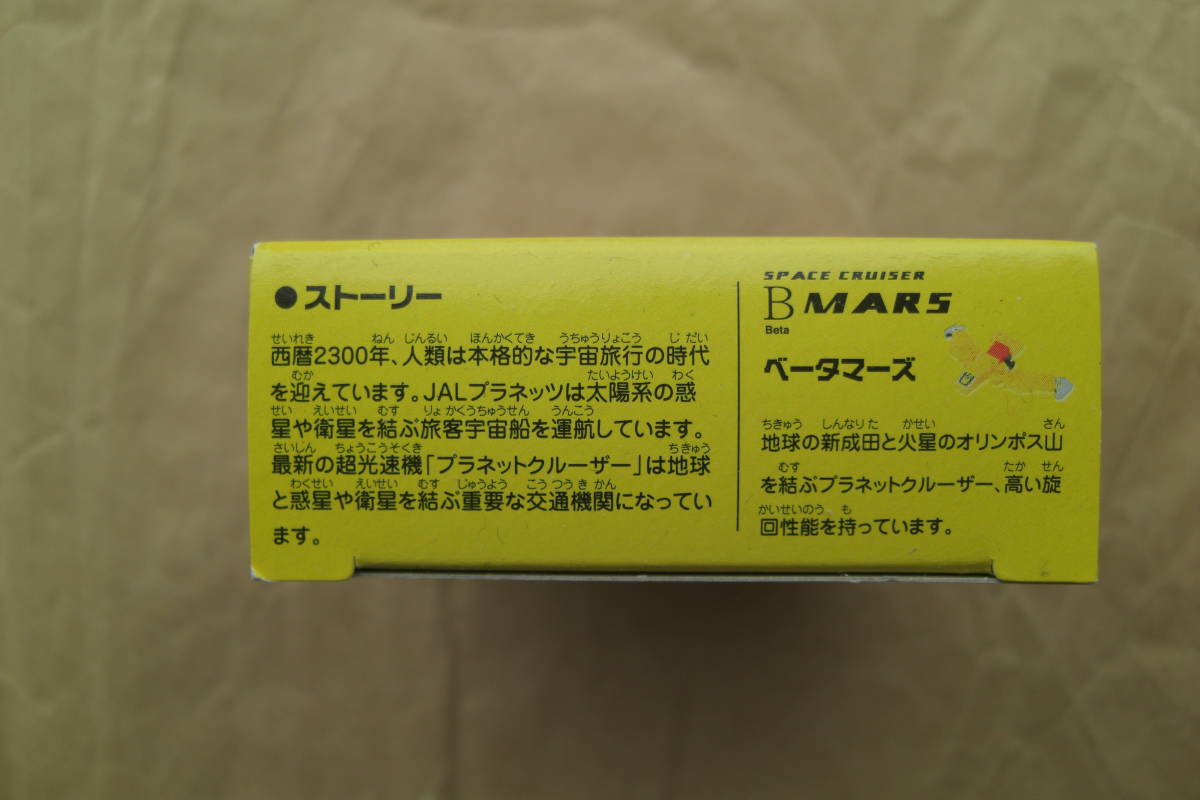 ●ストーリー
せいれき ねん じんるい ほんかくてき うちゅうりょこう じだい
西暦2300年、人類は本格的な宇宙旅行の時代
むか たいようけい わく
を迎えています。JALプラネッツは太陽系の惑
せい えいせい むす りょかくうちゅうせん うんこう
星や衛星を結ぶ旅客宇宙船を運航しています。
さいしん ちょうこうそくき ちきゅう
最新の超光速機「プラネットクルーザー」は地球
わくせい えいせい むす じゅうよう こうつうきかん
と惑星や衛星を結ぶ重要な交通機関になってい
ます。
SPACE CRUISER
B MARS
Beta
ベータマーズ
ちきゅう しんなりた かせい さん
地球の新成田と火星のオリンポス山
むす たか せん
を結ぶプラネットクルーザー、高い旋
かいせいのう も
回性能を持っています。